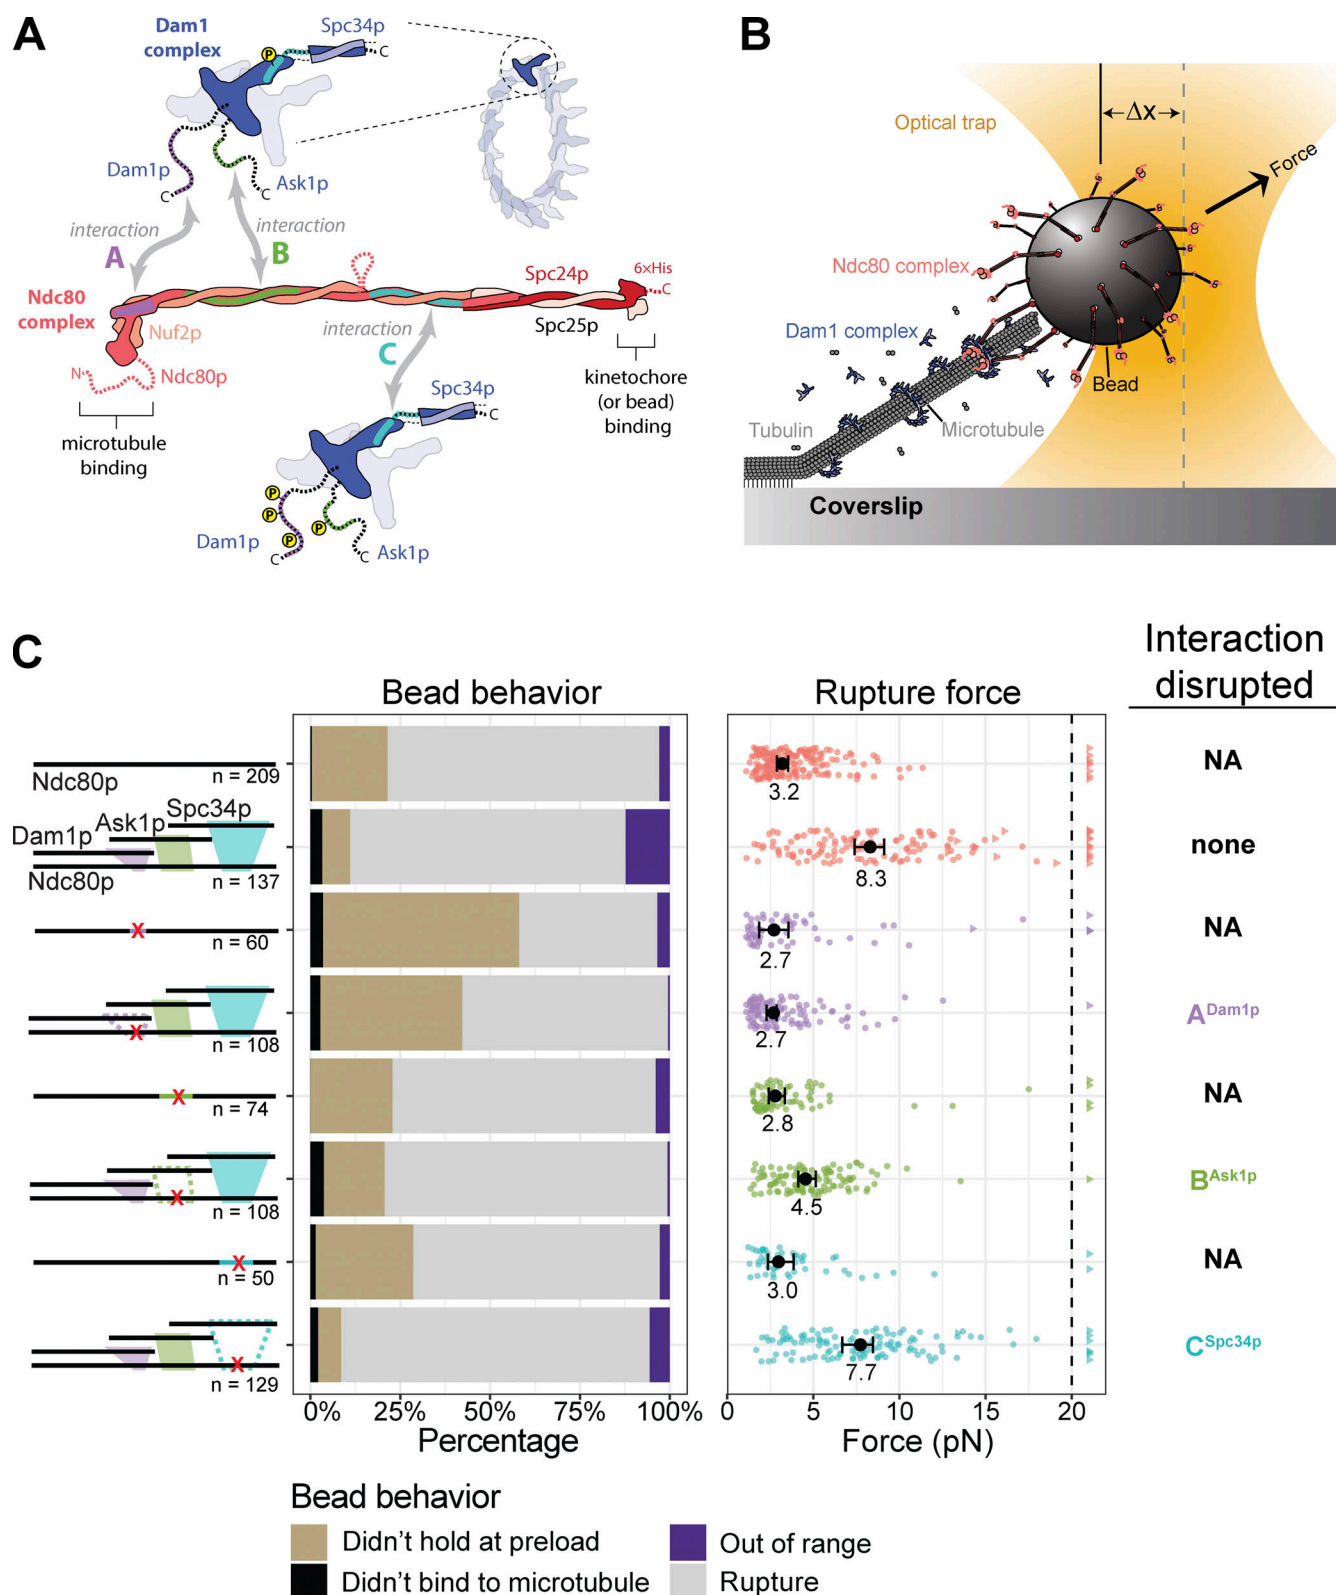 A
Dam1
complex
Spc34p
P
C
Dam1p
Ask1p
C
C
interaction
A
interaction
B
Ndc80
complex
Nuf2p
Ndc80p
N
Spc24p
Spc25p
6×His
C
interaction
C
microtubule
binding
kinetochore
(or bead)
binding
Spc34p
C
P
P
P
P
Dam1p
Ask1p
C
C
B
Optical trap
Δx
Force
Ndc80 complex
Dam1 complex
Bead
Tubulin
Microtubule
Coverslip
C
Bead behavior
Rupture force
Interaction
disrupted
Ndc80p
n = 209
3.2
NA
Spc34p
Ask1p
Dam1p
Ndc80p
n = 137
8.3
none
X
n = 60
2.7
NA
X
n = 108
2.7
A Dam1p
X
n = 74
2.8
NA
X
n = 108
4.5
B Ask1p
X
n = 50
3.0
NA
X
n = 129
7.7
C Spc34p
0% 25% 50% 75% 100%
Percentage
0 5 10 15 20
Force (pN)
Bead behavior
Didn't hold at preload
Out of range
Didn't bind to microtubule
Rupture